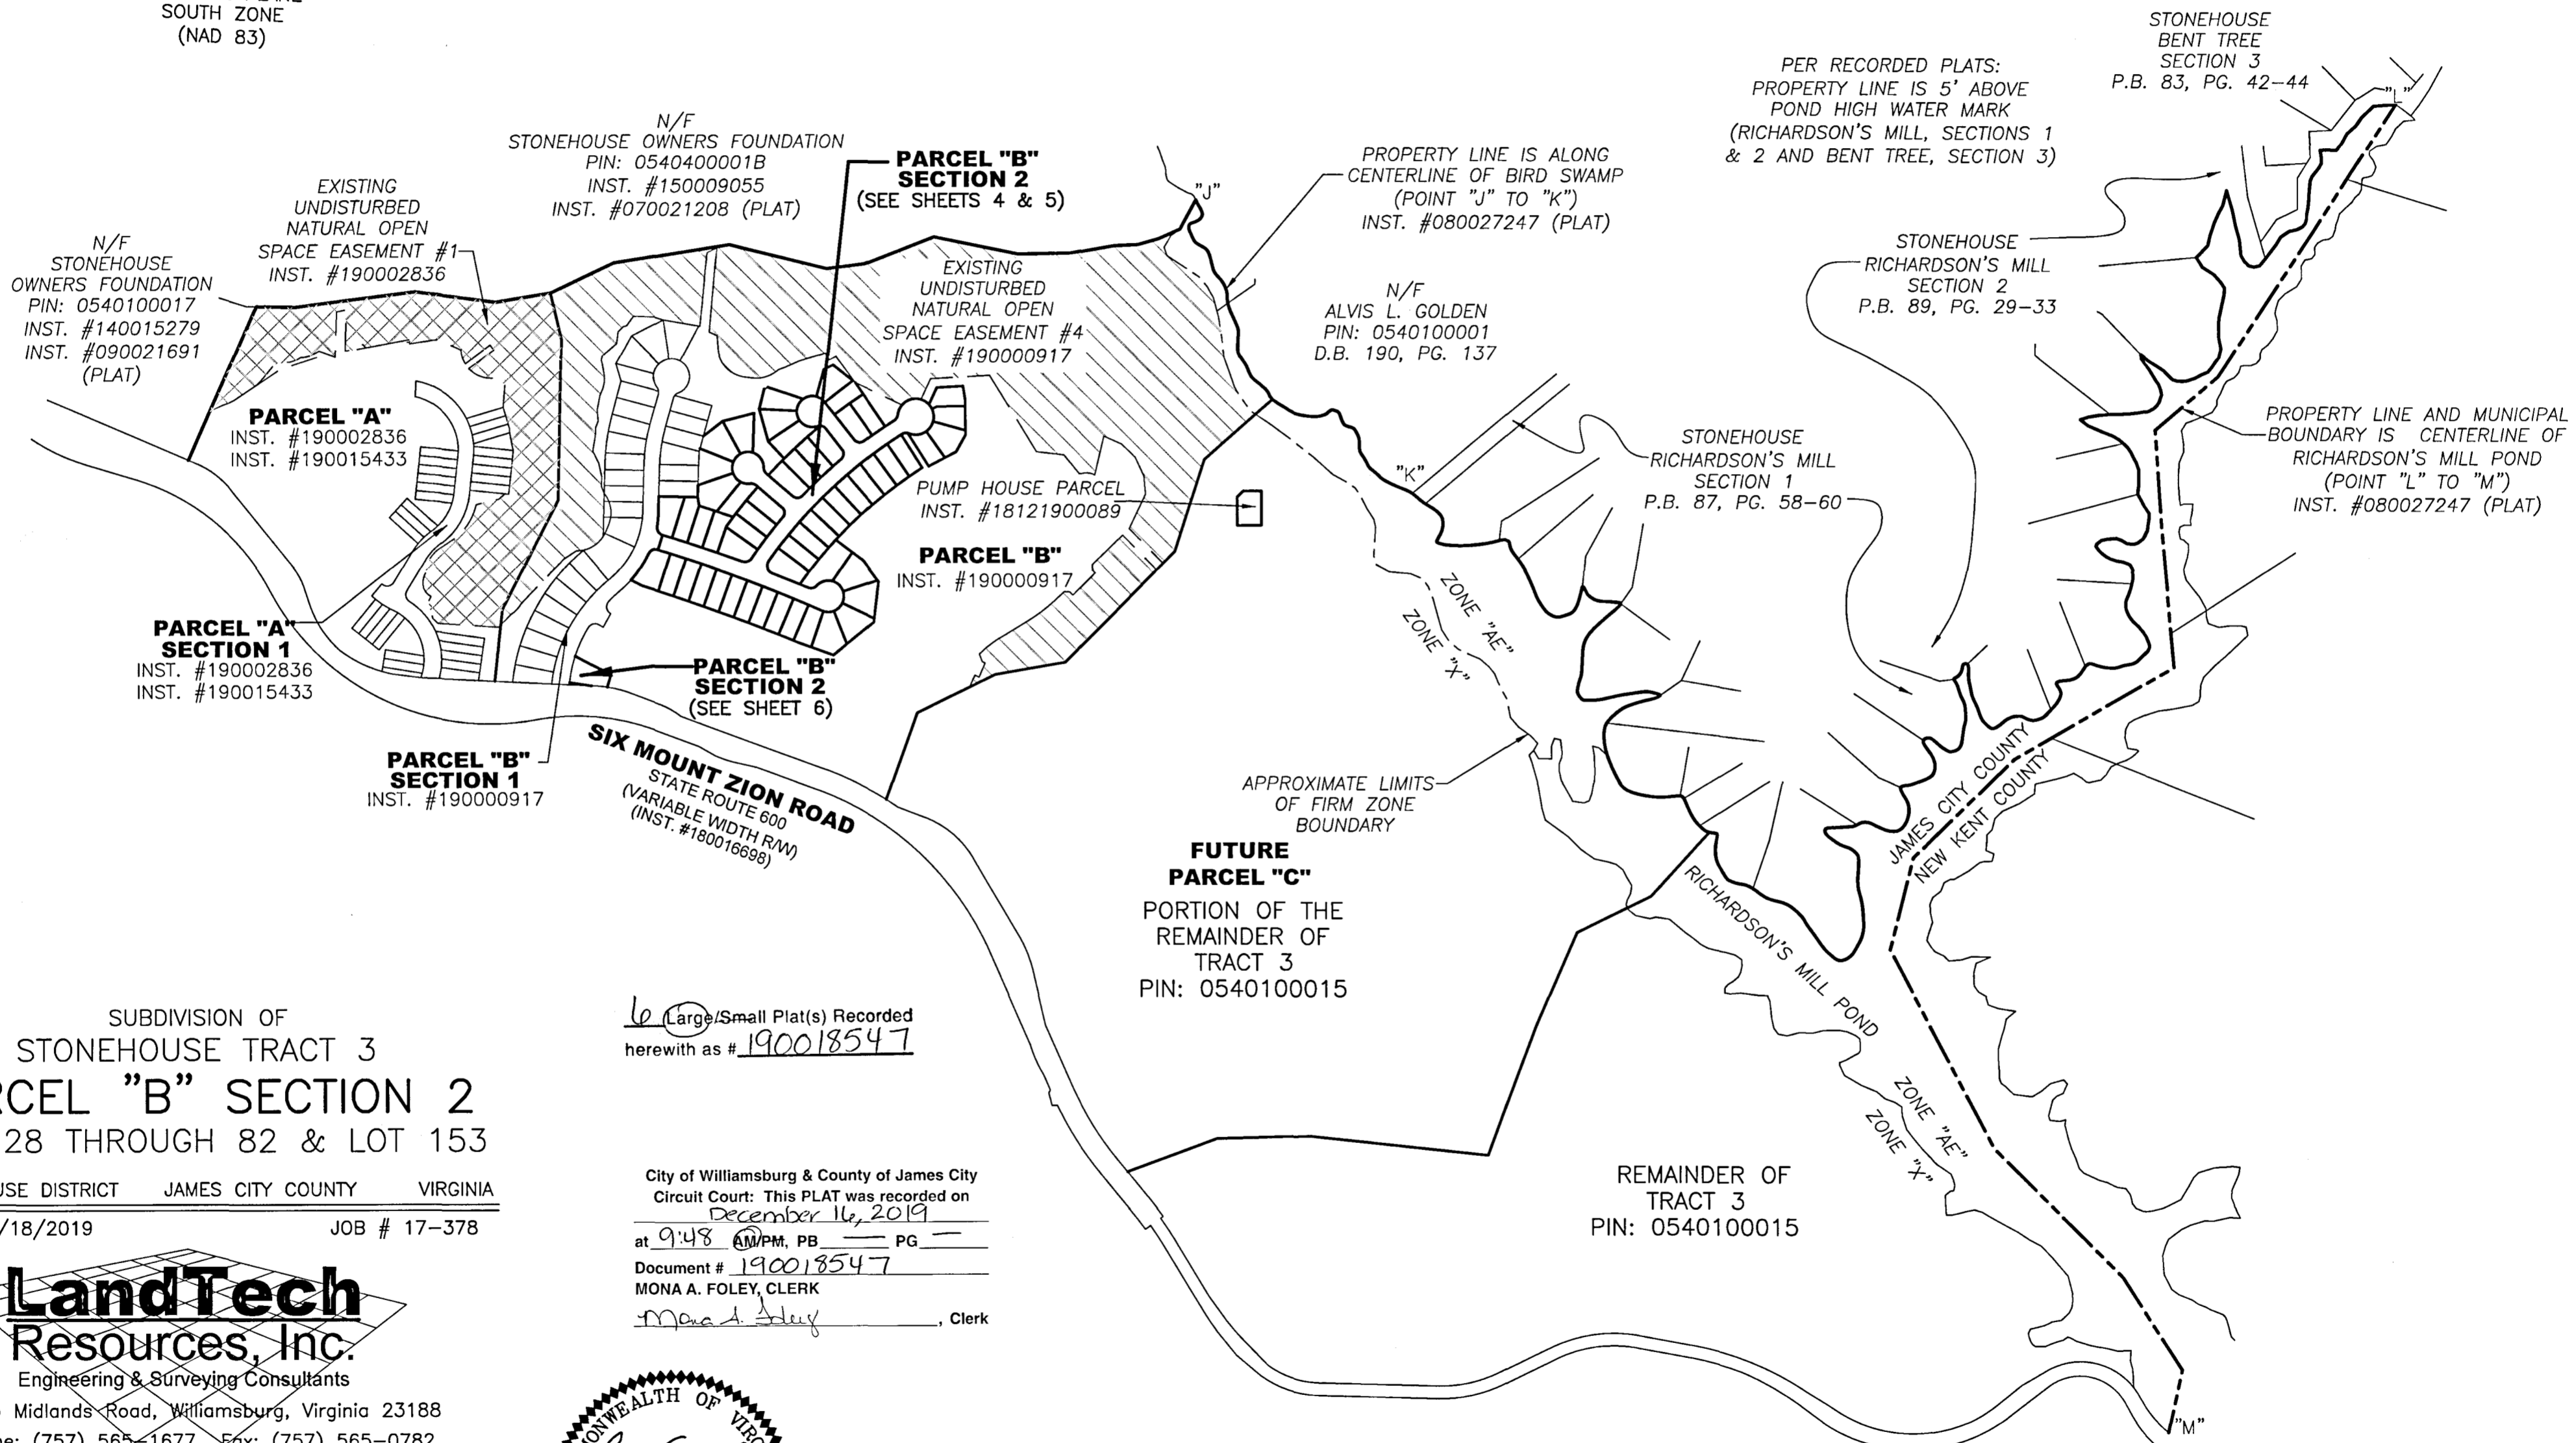 SOUTH ZONE
(NAD 83)
N/F
STONEHOUSE
OWNERS FOUNDATION
PIN: 0540100017
INST. #140015279
INST. #090021691
(PLAT)
EXISTING
UNDISTURBED
NATURAL OPEN
SPACE EASEMENT #1
INST. #190002836
N/F
STONEHOUSE OWNERS FOUNDATION
PIN: 0540400001B
INST. #150009055
INST. #070021208 (PLAT)
PARCEL "B"
SECTION 2
(SEE SHEETS 4 & 5)
EXISTING
UNDISTURBED
NATURAL OPEN
SPACE EASEMENT #4
INST. #190000917
"J"
PROPERTY LINE IS ALONG
CENTERLINE OF BIRD SWAMP
(POINT "J" TO "K")
INST. #080027247 (PLAT)
N/F
ALVIS L. GOLDEN
PIN: 0540100001
D.B. 190, PG. 137
PER RECORDED PLATS:
PROPERTY LINE IS 5' ABOVE
POND HIGH WATER MARK
(RICHARDSON'S MILL, SECTIONS 1
& 2 AND BENT TREE, SECTION 3)
STONEHOUSE
BENT TREE
SECTION 3
P.B. 83, PG. 42-44
"L"
STONEHOUSE
RICHARDSON'S MILL
SECTION 2
P.B. 89, PG. 29-33
PROPERTY LINE AND MUNICIPAL
BOUNDARY IS CENTERLINE OF
RICHARDSON'S MILL POND
(POINT "L" TO "M")
INST. #080027247 (PLAT)
STONEHOUSE
RICHARDSON'S MILL
SECTION 1
P.B. 87, PG. 58-60
"K"
PARCEL "A"
INST. #190002836
INST. #190015433
PUMP HOUSE PARCEL
INST. #18121900089
PARCEL "B"
INST. #190000917
PARCEL "A"
SECTION 1
INST. #190002836
INST. #190015433
PARCEL "B"
SECTION 2
(SEE SHEET 6)
PARCEL "B"
SECTION 1
INST. #190000917
SIX MOUNT ZION ROAD
STATE ROUTE 600
(VARIABLE WIDTH R/W)
(INST. #180016698)
ZONE "AE"
ZONE "X"
APPROXIMATE LIMITS
OF FIRM ZONE
BOUNDARY
FUTURE
PARCEL "C"
PORTION OF THE
REMAINDER OF
TRACT 3
PIN: 0540100015
RICHARDSON'S MILL POND
JAMES CITY COUNTY
NEW KENT COUNTY
ZONE "AE"
ZONE "X"
REMAINDER OF
TRACT 3
PIN: 0540100015
"M"
SUBDIVISION OF
STONEHOUSE TRACT 3
RCEL "B" SECTION 2
28 THROUGH 82 & LOT 153
USE DISTRICT JAMES CITY COUNTY VIRGINIA
/18/2019 JOB # 17-378
LandTech
Resources, Inc.
Engineering & Surveying Consultants
Midlands Road, Williamsburg, Virginia 23188
(757) 565-1677 Fax: (757) 565-0782
6 Large/Small Plat(s) Recorded
herewith as # 190018547
City of Williamsburg & County of James City
Circuit Court: This PLAT was recorded on
December 16, 2019
at 9:48 AM/PM, PB — PG —
Document # 190018547
MONA A. FOLEY, CLERK
Mona A. Foley, Clerk
ONWEALTH OF VIRG